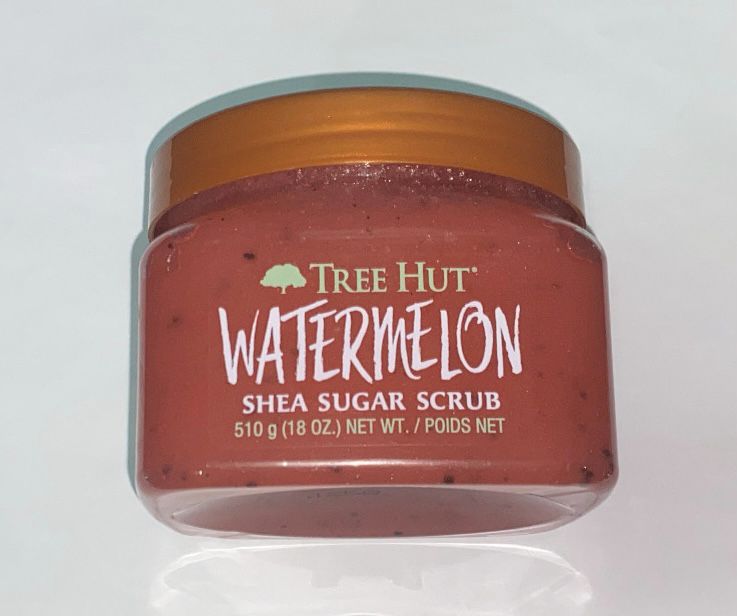 TREE HUT®
WATERMELON
SHEA SUGAR SCRUB
510 g (18 OZ.) NET WT. / POIDS NET